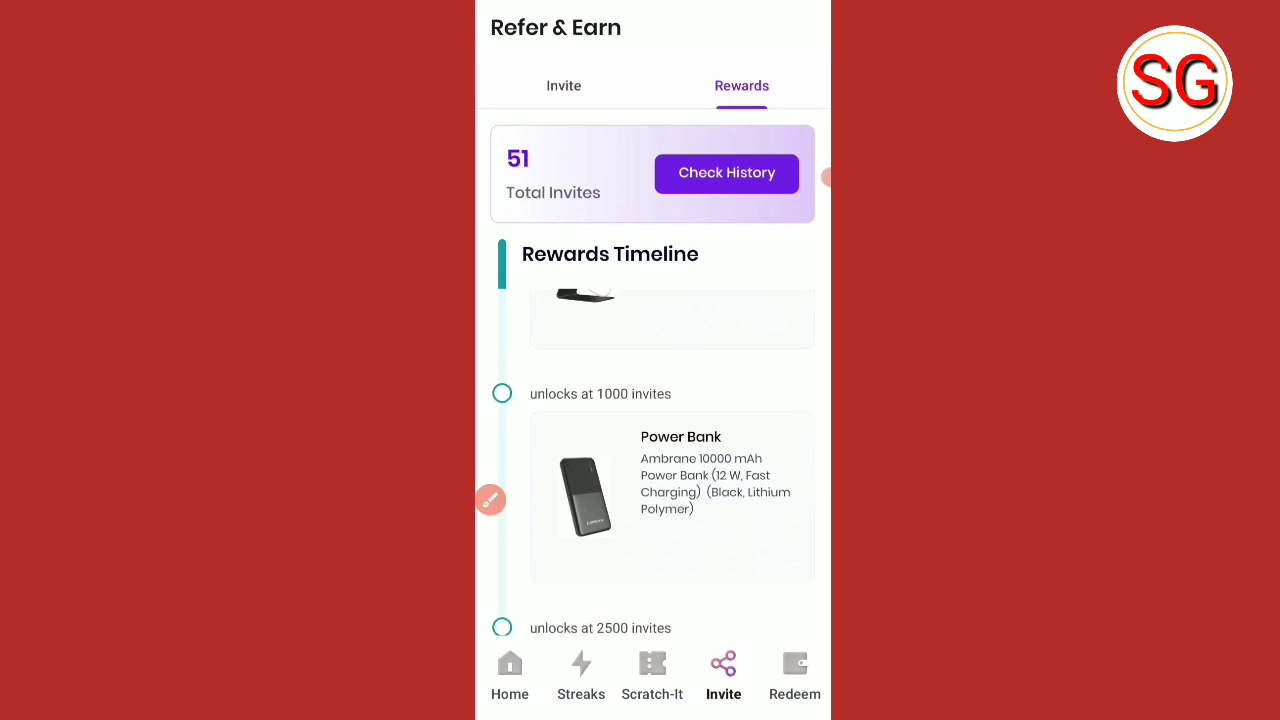 Refer & Earn
SG
Invite
Rewards
51
Total Invites
Check History
Rewards Timeline
unlocks at 1000 invites
Power Bank
Ambrane 10000 mAh
Power Bank (12 W, Fast
Charging) (Black, Lithium
Polymer)
unlocks at 2500 invites
Home
Streaks
Scratch-It
Invite
Redeem